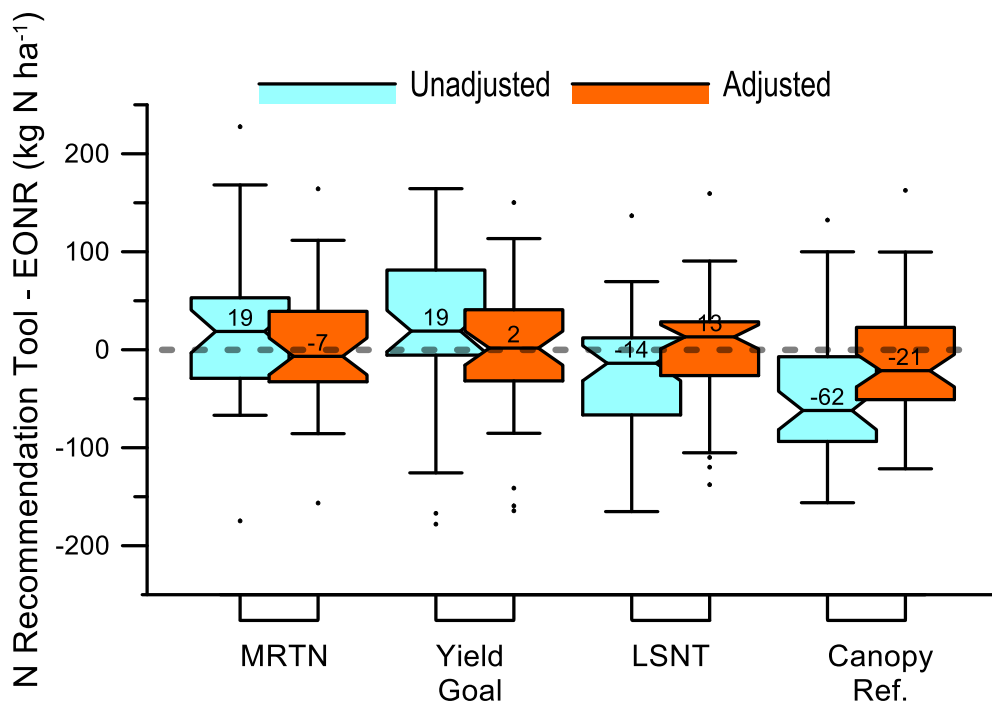 N Recommendation Tool - EONR (kg N ha⁻¹)
Unadjusted
Adjusted
200
100
0
-100
-200
19
-7
19
2
-14
13
-62
-21
MRTN
Yield
Goal
LSNT
Canopy
Ref.